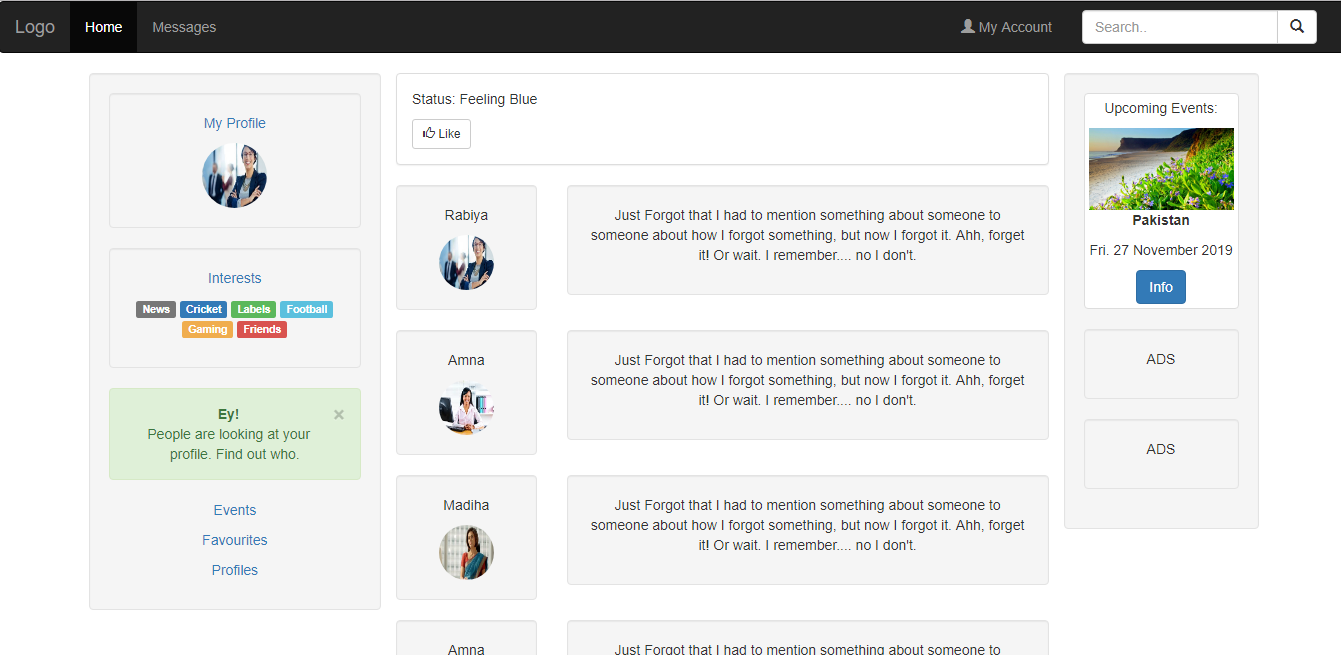 Logo
Home
Messages
My Account
Search..
My Profile
Interests
News Cricket Labels Football
Gaming Friends
Ey!
×
People are looking at your
profile. Find out who.
Events
Favourites
Profiles
Status: Feeling Blue
Like
Rabiya
Just Forgot that I had to mention something about someone to
someone about how I forgot something, but now I forgot it. Ahh, forget
it! Or wait. I remember.... no I don't.
Amna
Just Forgot that I had to mention something about someone to
someone about how I forgot something, but now I forgot it. Ahh, forget
it! Or wait. I remember.... no I don't.
Madiha
Just Forgot that I had to mention something about someone to
someone about how I forgot something, but now I forgot it. Ahh, forget
it! Or wait. I remember.... no I don't.
Amna
Just Forgot that I had to mention something about someone to
Upcoming Events:
Pakistan
Fri. 27 November 2019
Info
ADS
ADS